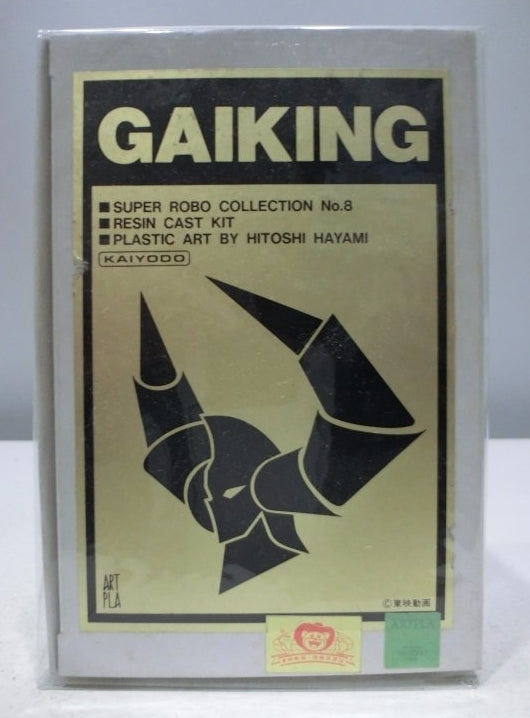 GAIKING
■SUPER ROBO COLLECTION No.8
■RESIN CAST KIT
■PLASTIC ART BY HITOSHI HAYAMI
KAIYODO
ART
PLA
©東映動画
ARTPLA